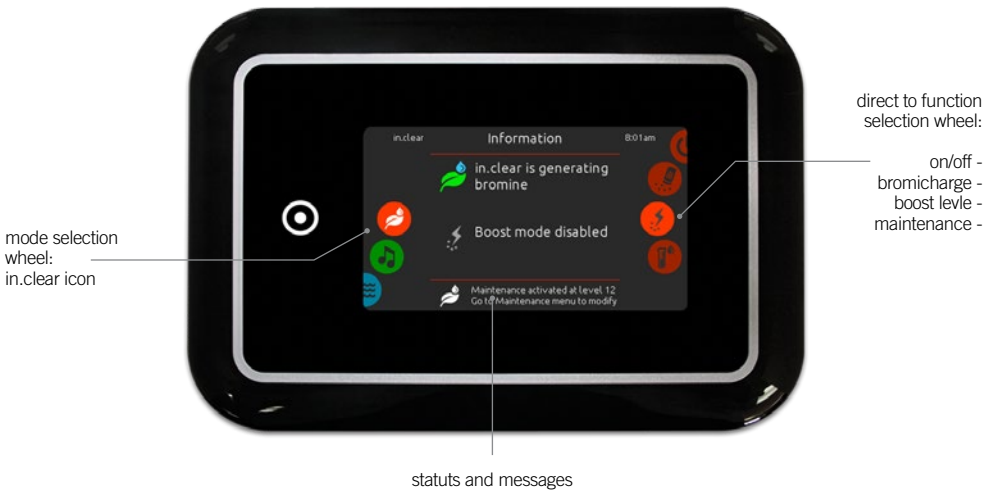 direct to function
selection wheel:
on/off -
bromicharge -
boost levle -
maintenance -
in.clear
Information
8:01am
in.clear is generating
bromine
Boost mode disabled
Maintenance activated at level 12
Go to Maintenance menu to modify
mode selection
wheel:
in.clear icon
statuts and messages